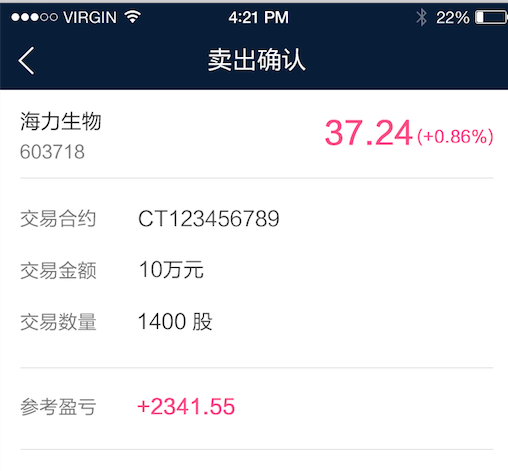 VIRGIN 4:21 PM 22%
卖出确认
海力生物 37.24 (+0.86%)
603718
交易合约 CT123456789
交易金额 10万元
交易数量 1400 股
参考盈亏 +2341.55